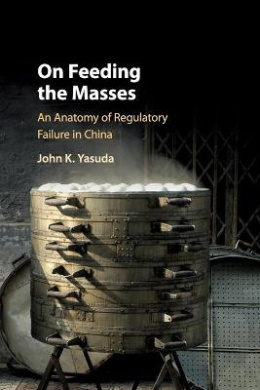 On Feeding
the Masses
An Anatomy of Regulatory
Failure in China
John K. Yasuda